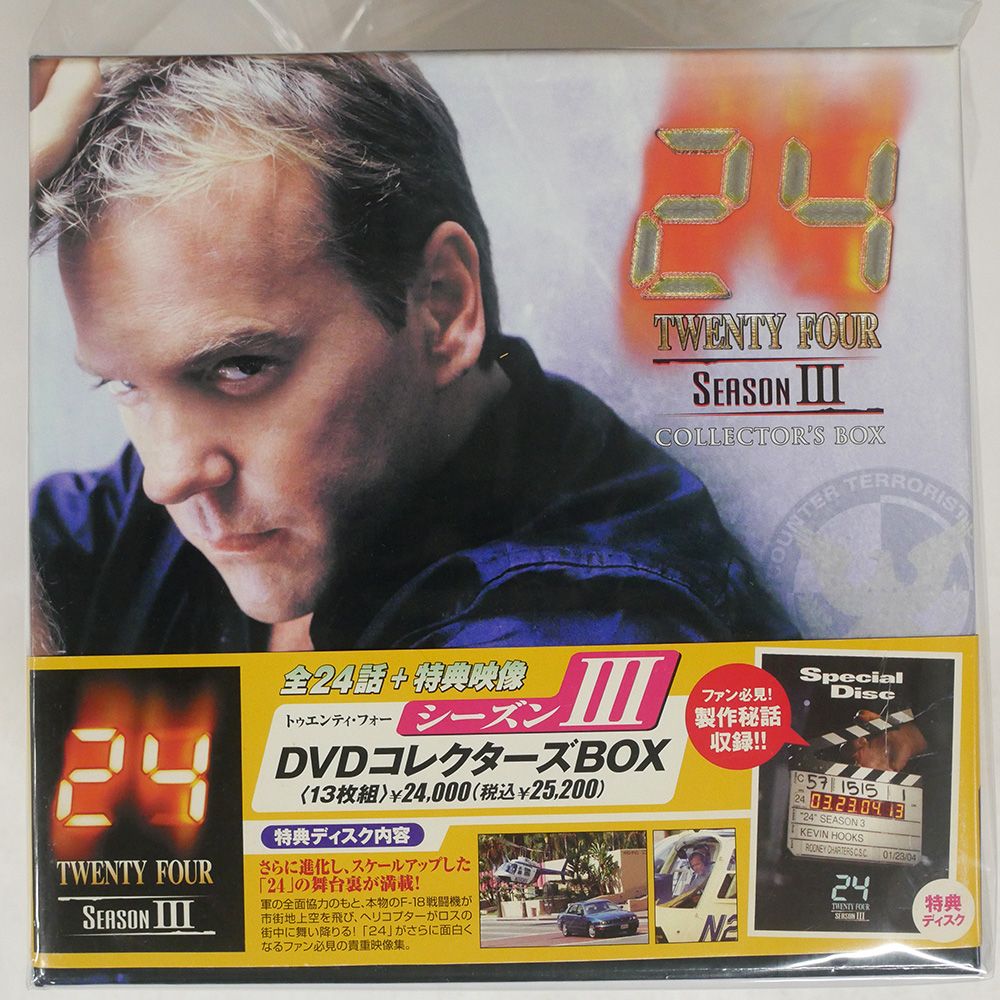 24
TWENTY FOUR
SEASON III
COLLECTOR'S BOX
COUNTER TERRORIST
全24話+特典映像
トゥエンティ・フォー シーズンIII
DVDコレクターズBOX
〈13枚組〉¥24,000(税込¥25,200)
特典ディスク内容
さらに進化し、スケールアップした
「24」の舞台裏が満載!
軍の全面協力のもと、本物のF-18戦闘機が
市街地上空を飛び、ヘリコプターがロスの
街中に舞い降りる!「24」がさらに面白く
なるファン必見の貴重映像集。
24
TWENTY FOUR
SEASON III
ファン必見!
製作秘話
収録!!
Special
Disc
57 1515 1
24 03.23.04.13
"24" SEASON 3
KEVIN HOOKS
RODNEY CHARTERS C.S.C.
01/23/04
24
TWENTY FOUR
SEASON III
特典
ディスク
N2